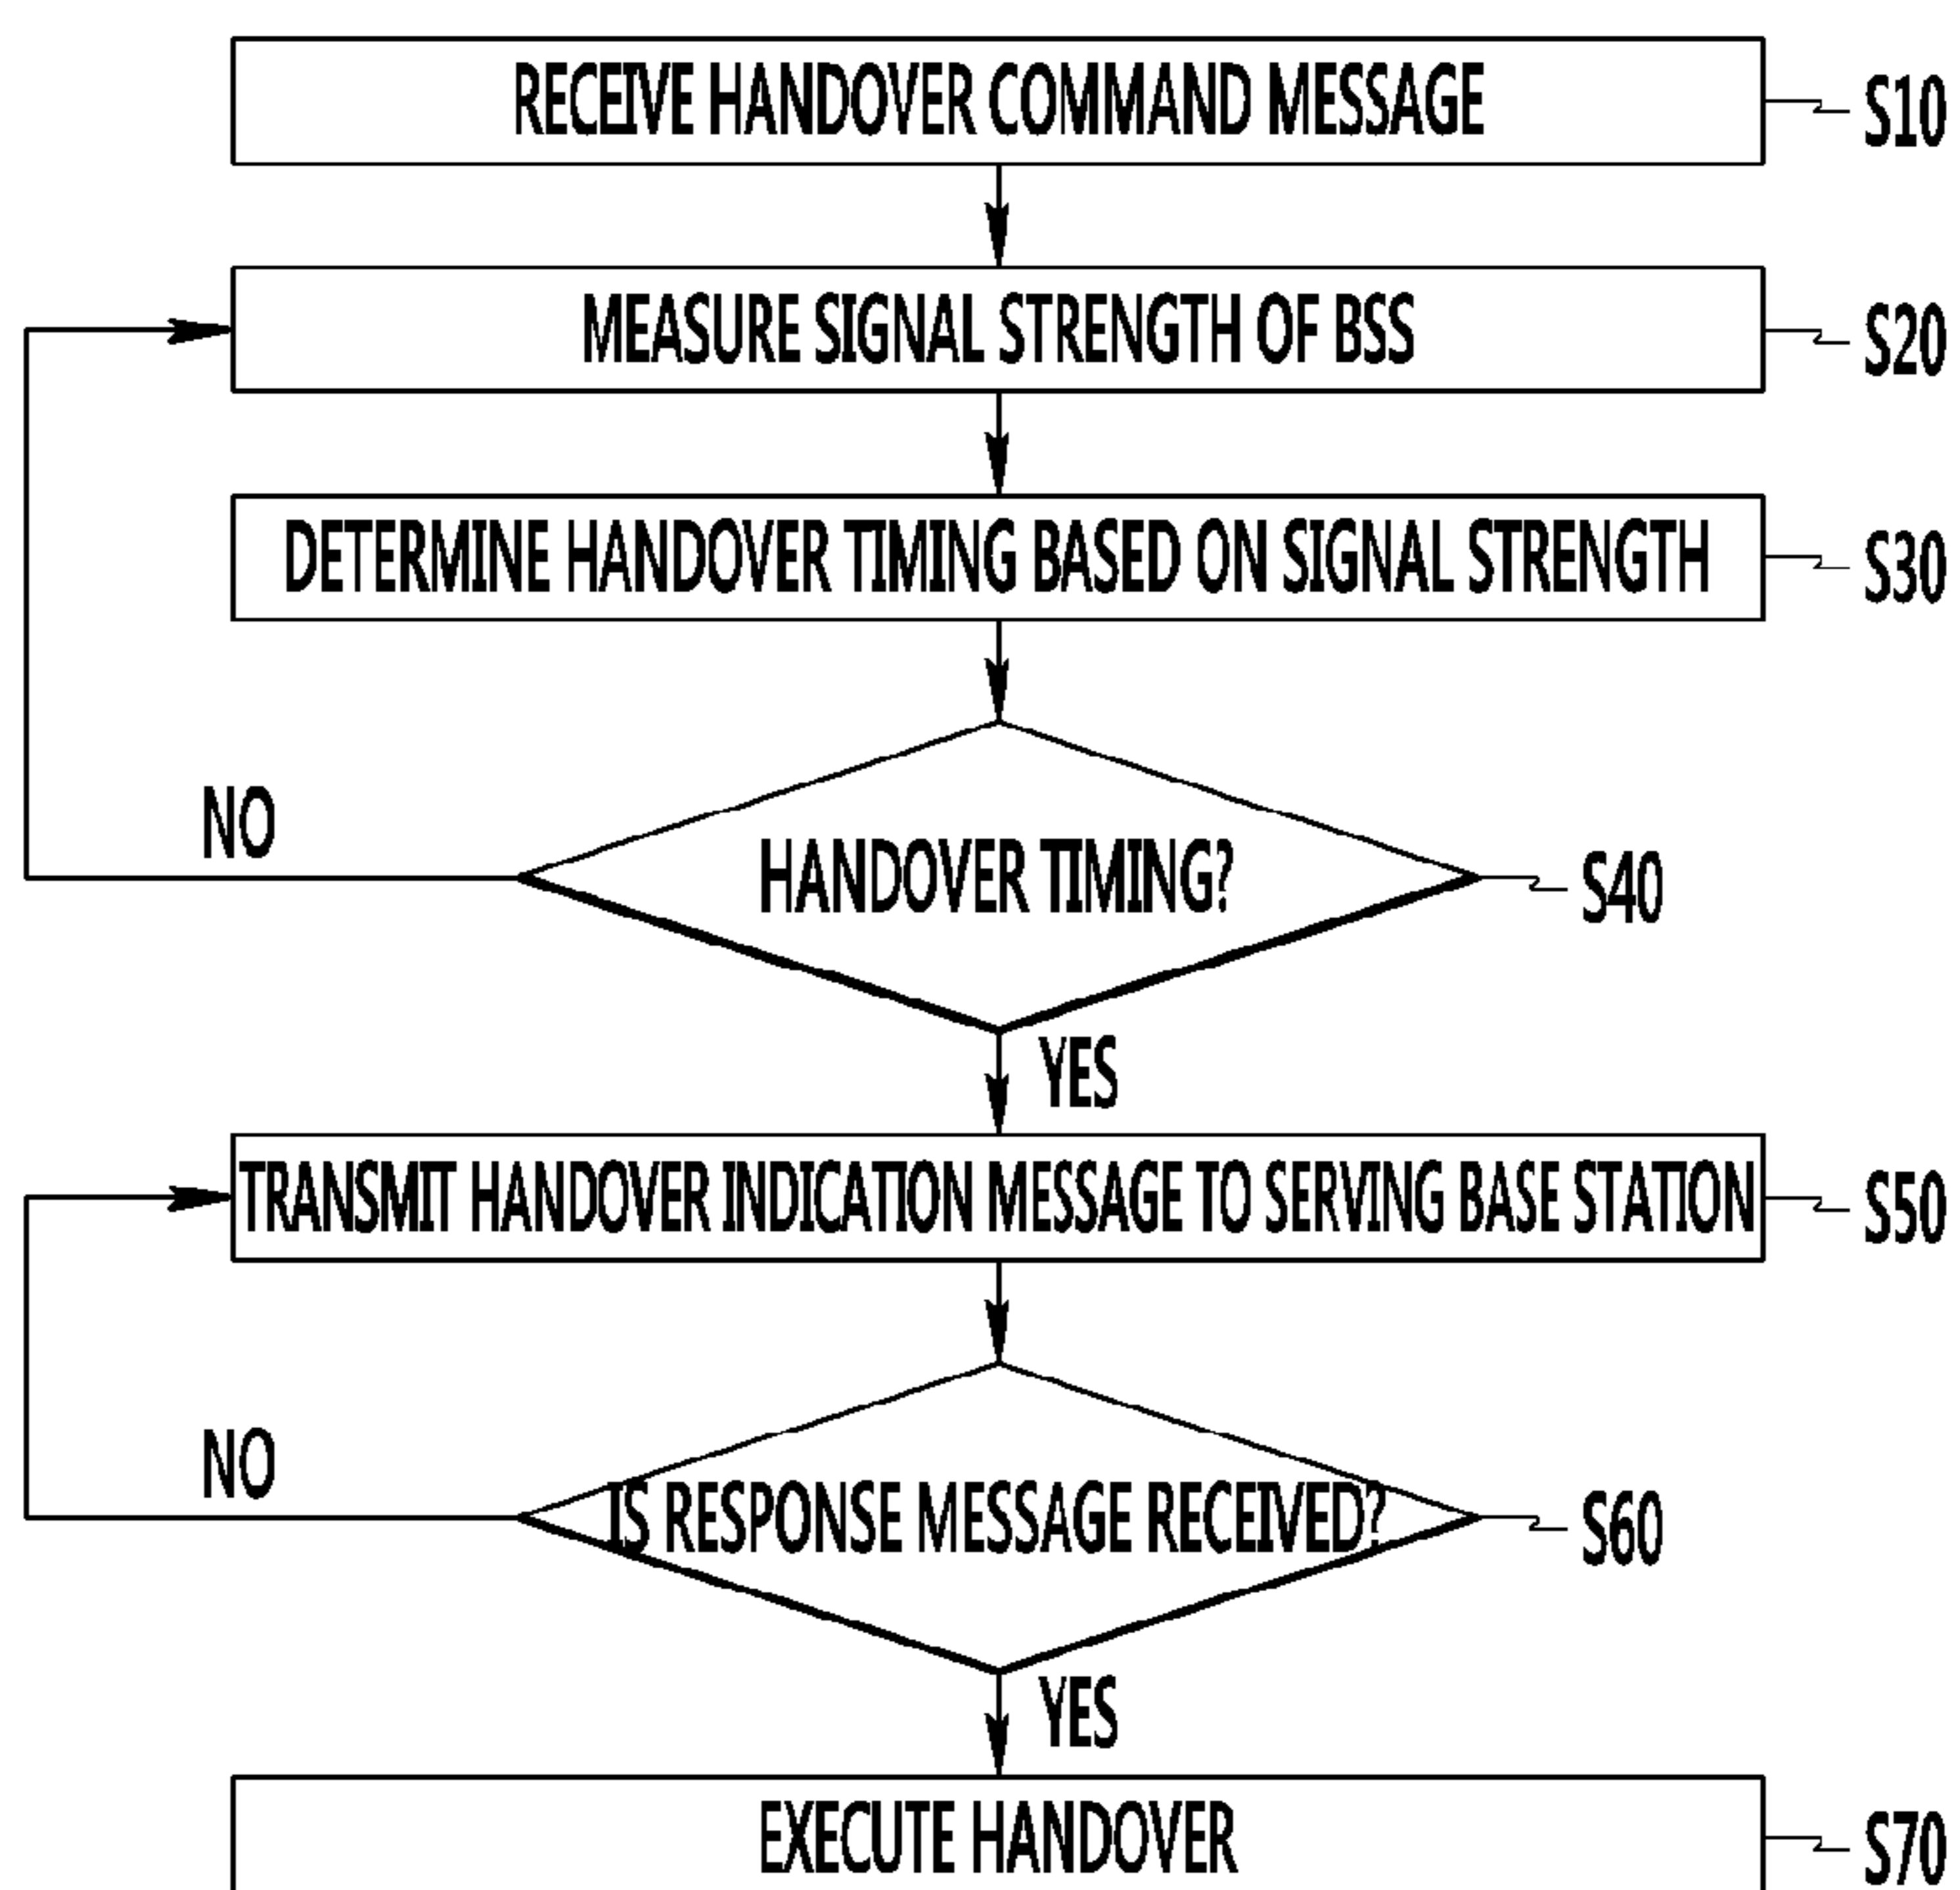 RECEIVE HANDOVER COMMAND MESSAGE
S10
MEASURE SIGNAL STRENGTH OF BSS
S20
DETERMINE HANDOVER TIMING BASED ON SIGNAL STRENGTH
S30
NO
HANDOVER TIMING?
S40
YES
TRANSMIT HANDOVER INDICATION MESSAGE TO SERVING BASE STATION
S50
NO
IS RESPONSE MESSAGE RECEIVED?
S60
YES
EXECUTE HANDOVER
S70